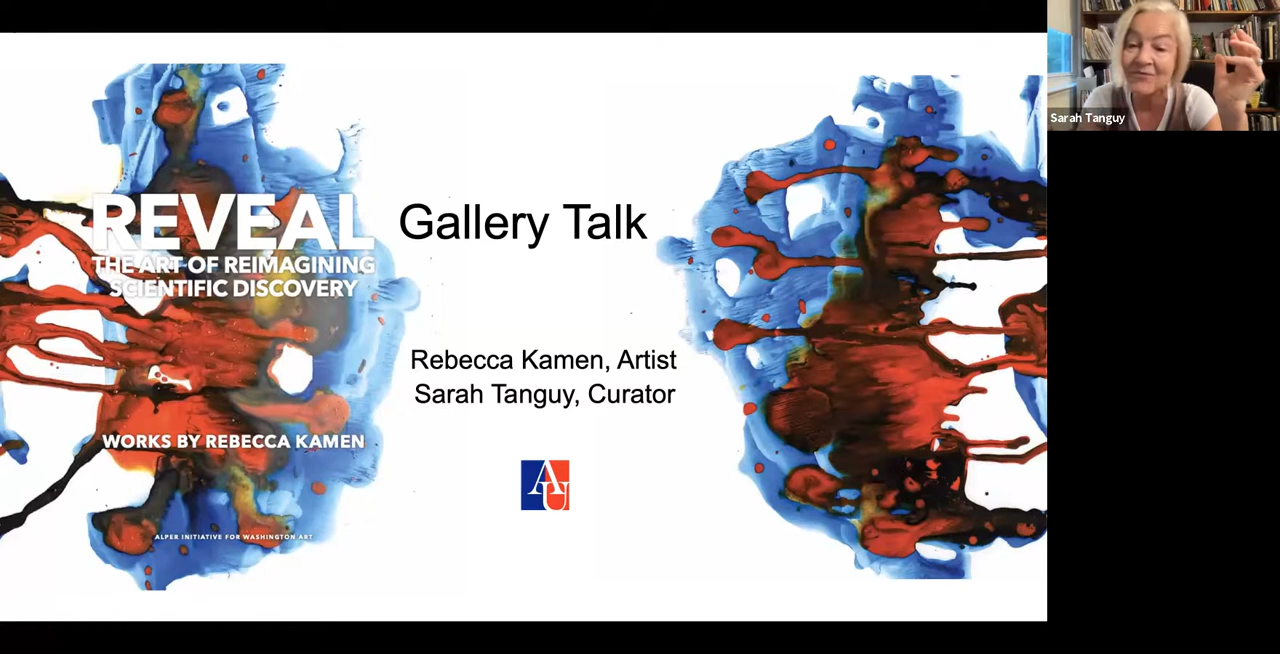 REVEAL
THE ART OF REIMAGINING
SCIENTIFIC DISCOVERY
WORKS BY REBECCA KAMEN
ALPER INITIATIVE FOR WASHINGTON ART
Gallery Talk
Rebecca Kamen, Artist
Sarah Tanguy, Curator
AU
Sarah Tanguy